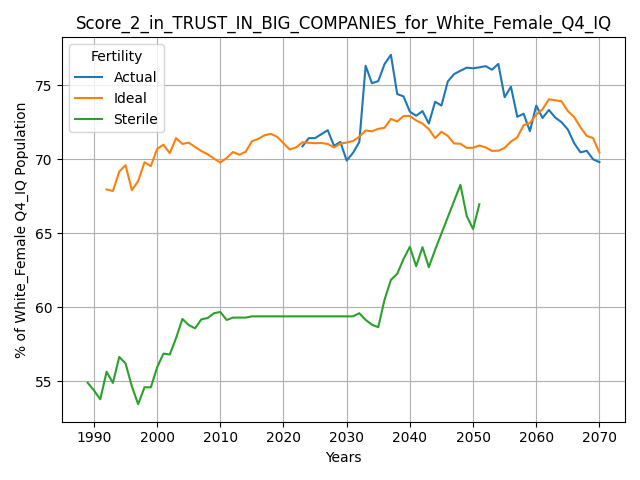 Score_2_in_TRUST_IN_BIG_COMPANIES_for_White_Female_Q4_IQ
Fertility
Actual
Ideal
Sterile
% of White_Female Q4_IQ Population
75
70
65
60
55
1990 2000 2010 2020 2030 2040 2050 2060 2070
Years